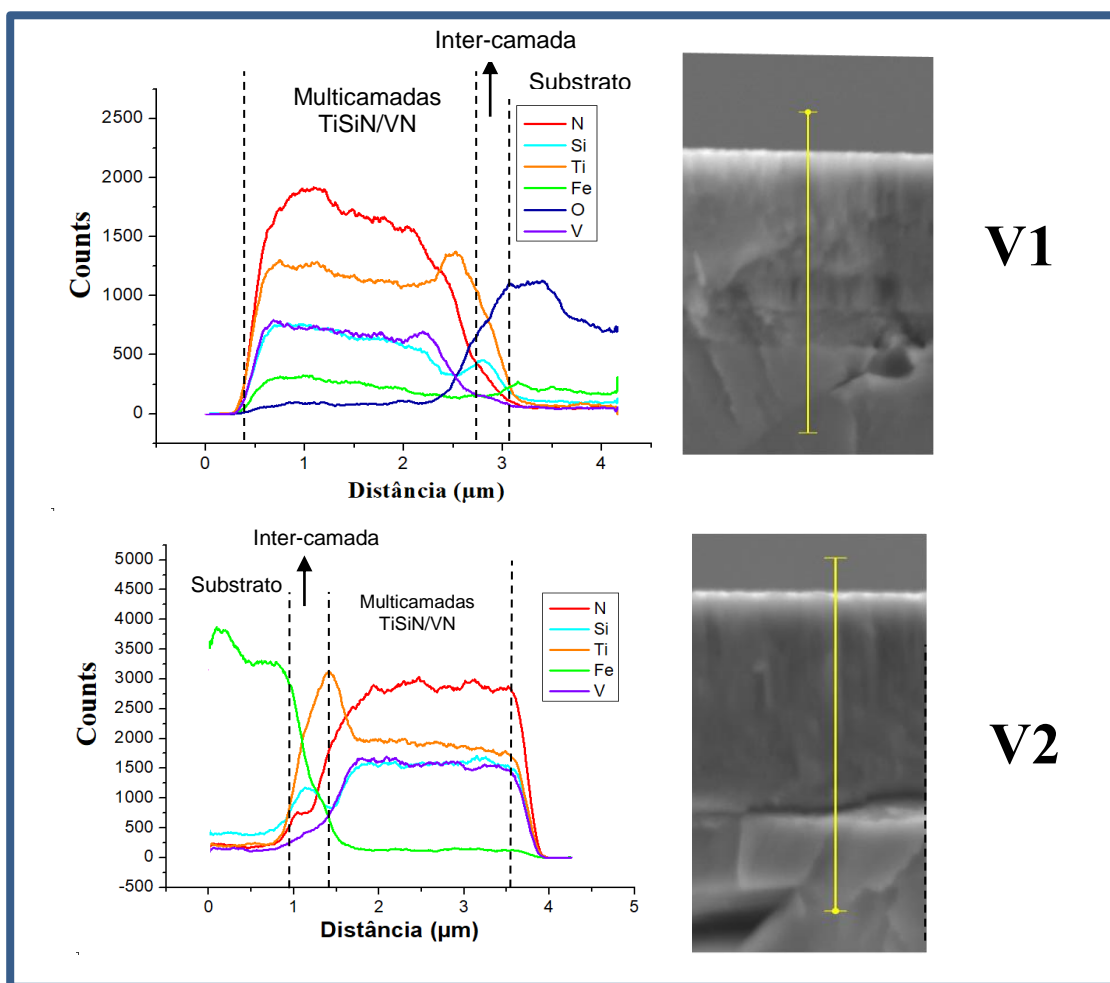 Inter-camada
Substrato
Multicamadas
TiSiN/VN
N
Si
Ti
Fe
O
V
2500
2000
1500
1000
500
0
Counts
0 1 2 3 4
Distância (µm)
V1
Inter-camada
Substrato
Multicamadas
TiSiN/VN
N
Si
Ti
Fe
V
5000
4500
4000
3500
3000
2500
2000
1500
1000
500
0
-500
Counts
0 1 2 3 4 5
Distância (µm)
V2